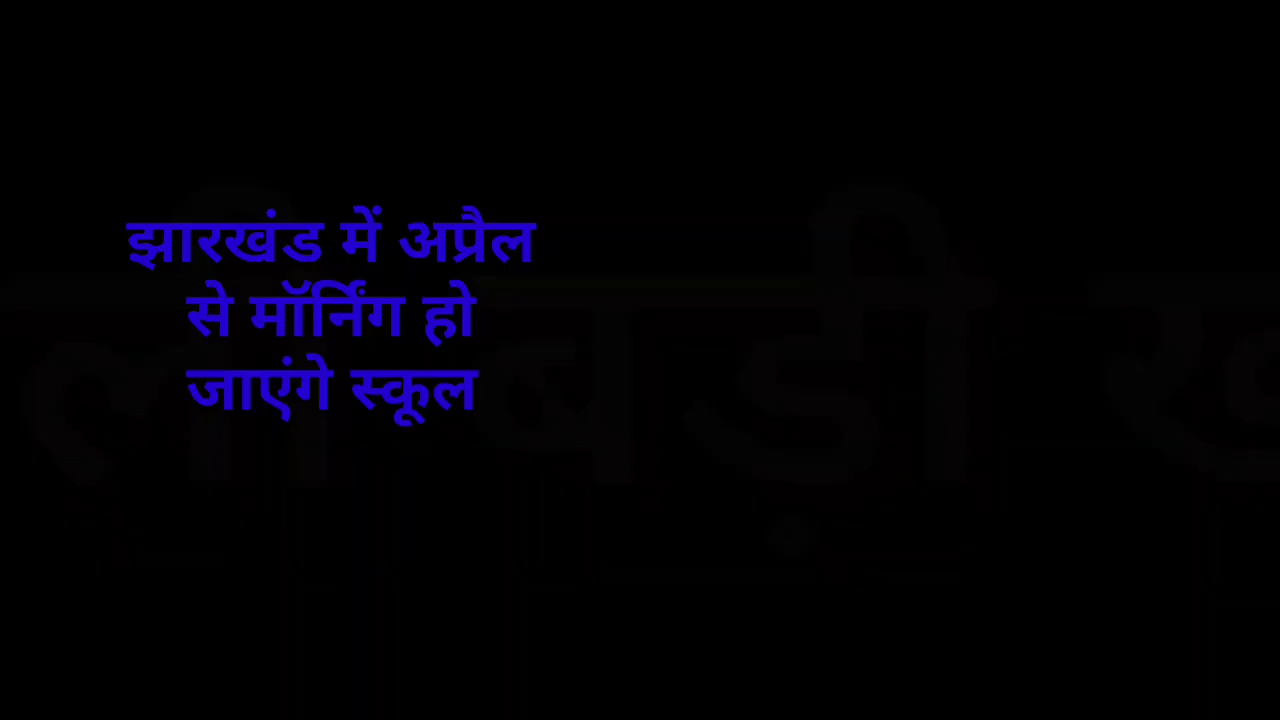 झारखंड में अप्रैल
से मॉर्निंग हो
जाएंगे स्कूल